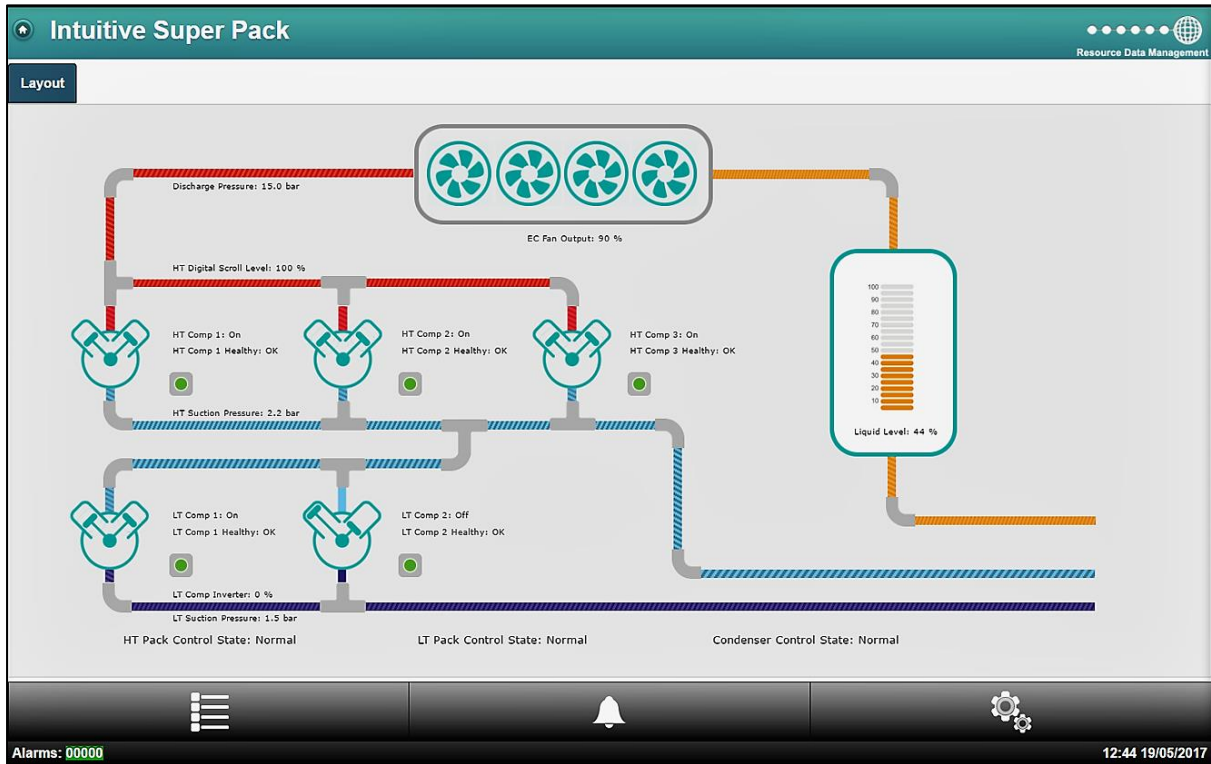 Intuitive Super Pack
Resource Data Management
Layout
Discharge Pressure: 15.0 bar
EC Fan Output: 90 %
HT Digital Scroll Level: 100 %
HT Comp 1: On
HT Comp 1 Healthy: OK
HT Comp 2: On
HT Comp 2 Healthy: OK
HT Comp 3: On
HT Comp 3 Healthy: OK
100
90
80
70
60
50
40
30
20
10
Liquid Level: 44 %
HT Suction Pressure: 2.2 bar
LT Comp 1: On
LT Comp 1 Healthy: OK
LT Comp 2: Off
LT Comp 2 Healthy: OK
LT Comp Inverter: 0 %
LT Suction Pressure: 1.5 bar
HT Pack Control State: Normal
LT Pack Control State: Normal
Condenser Control State: Normal
Alarms: 00000
12:44 19/05/2017